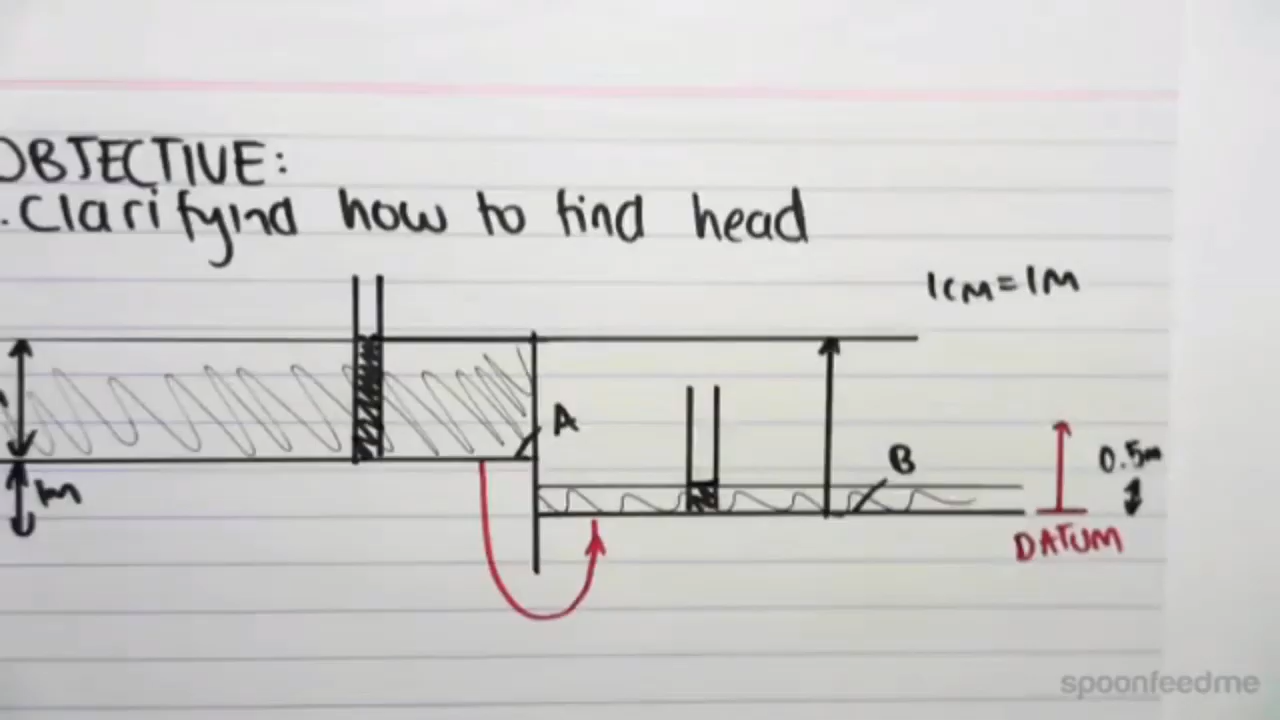 OBJECTIVE:
. Clarifying how to find head
1cm=1m
A
B
0.5m
1m
DATUM
spoonfeedme